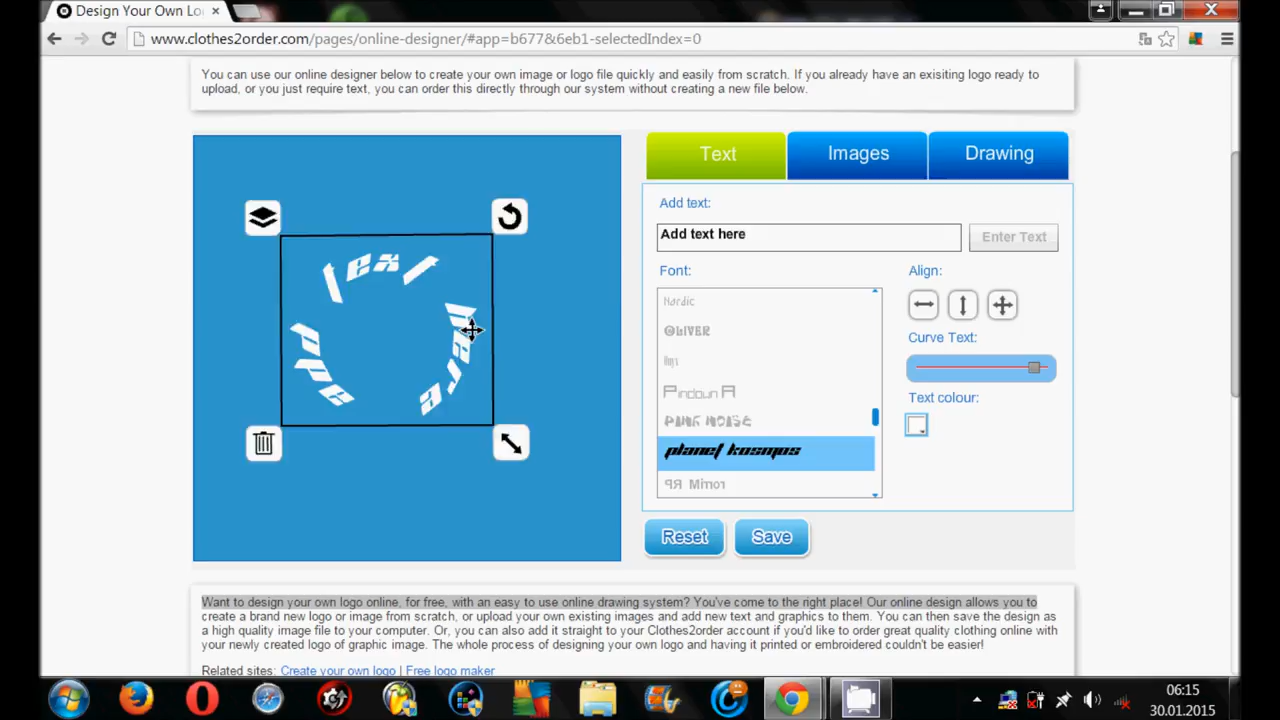 Design Your Own Lo
www.clothes2order.com/pages/online-designer/#app=b677&6eb1-selectedIndex=0
You can use our online designer below to create your own image or logo file quickly and easily from scratch. If you already have an exisiting logo ready to
upload, or you just require text, you can order this directly through our system without creating a new file below.
Text
Images
Drawing
Add text:
Add text here
Enter Text
Font:
Align:
Nordic
OLIVER
Pindown A
PUNK NOISE
planet kosmos
PR Mirror
Curve Text:
Text colour:
Reset
Save
Want to design your own logo online, for free, with an easy to use online drawing system? You've come to the right place! Our online design allows you to
create a brand new logo or image from scratch, or upload your own existing images and add new text and graphics to them. You can then save the design as
a high quality image file to your computer. Or, you can also add it straight to your Clothes2order account if you'd like to order great quality clothing online with
your newly created logo of graphic image. The whole process of designing your own logo and having it printed or embroidered couldn't be easier!
Related sites: Create your own logo | Free logo maker
06:15
30.01.2015